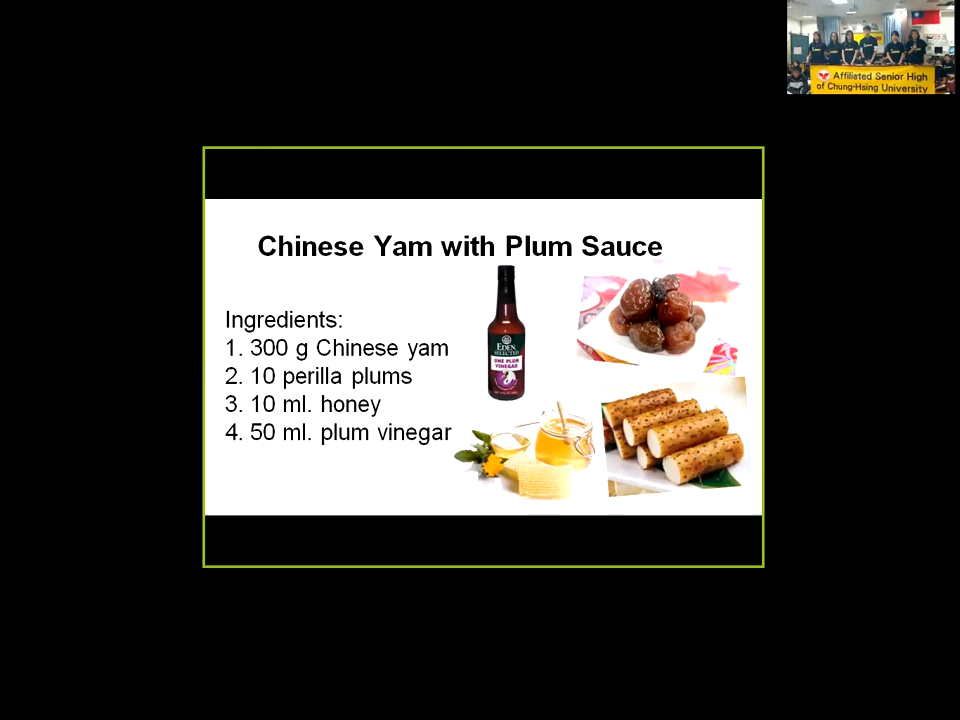 Affiliated Senior High
of Chung-Hsing University
Chinese Yam with Plum Sauce
Ingredients:
1. 300 g Chinese yam
2. 10 perilla plums
3. 10 ml. honey
4. 50 ml. plum vinegar
EDEN
SELECTED
UME PLUM
VINEGAR